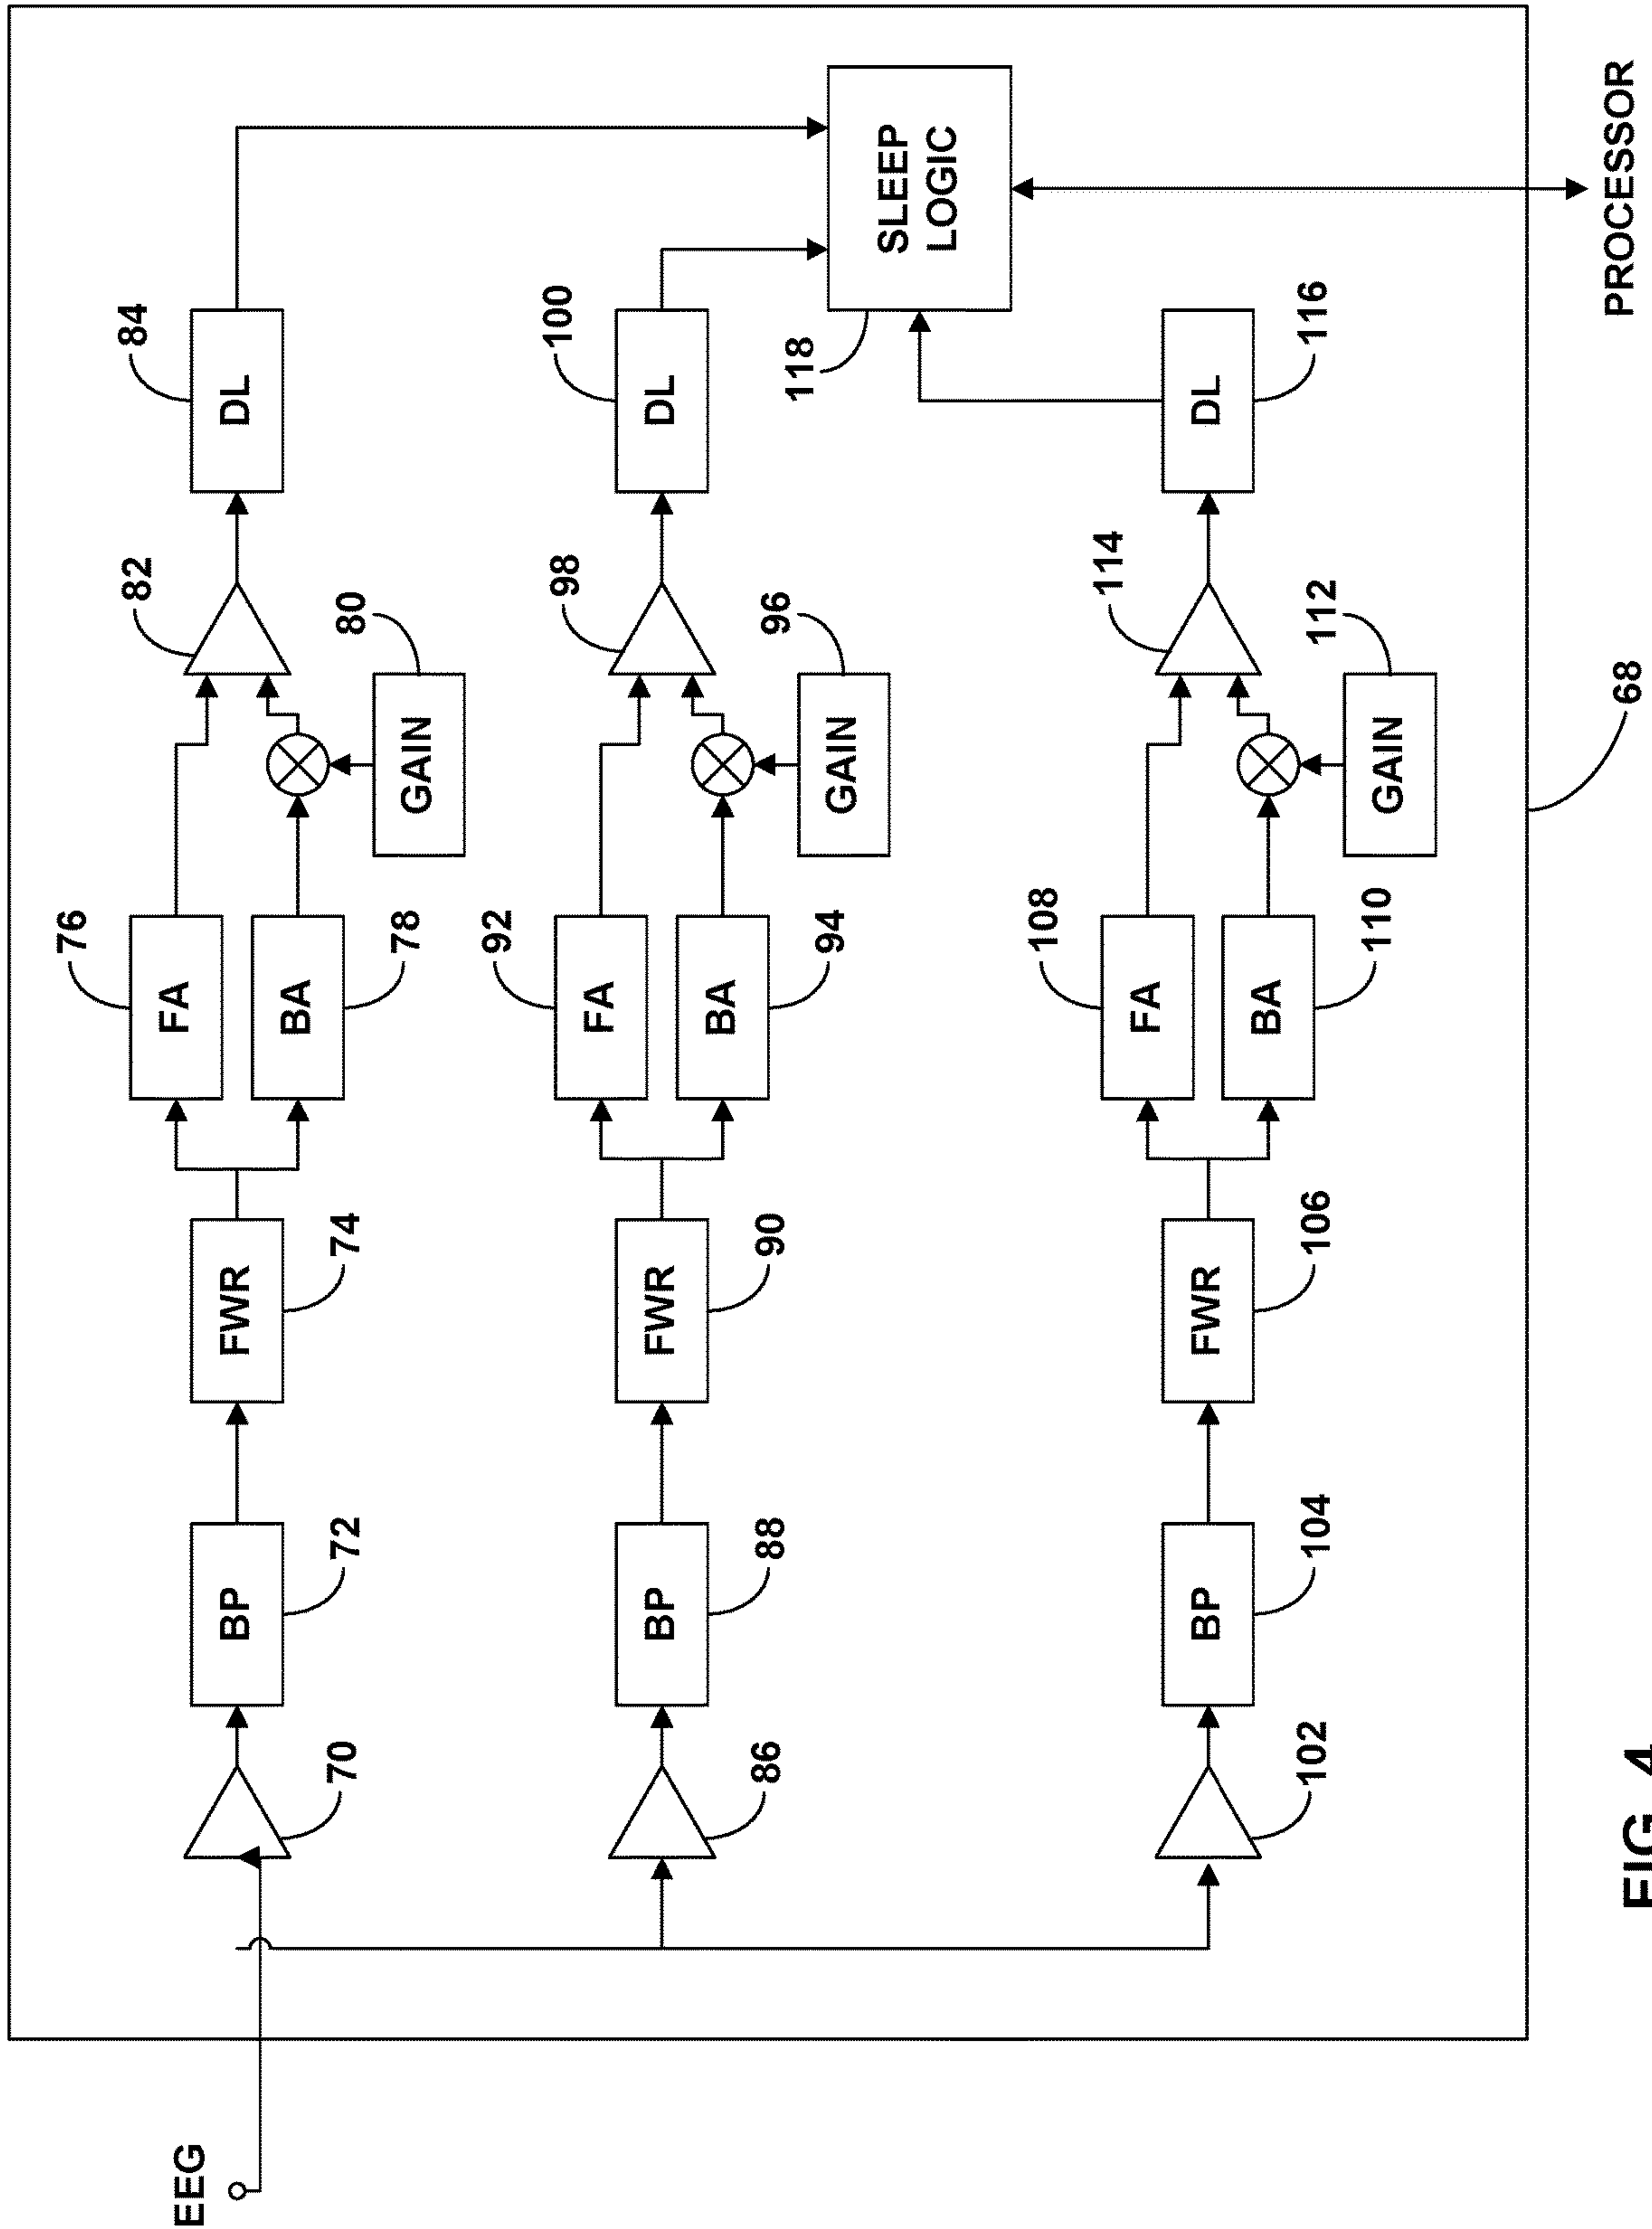 EEG
70
BP
72
FWR
74
FA
76
BA
78
GAIN
80
82
DL
84
86
BP
88
FWR
90
FA
92
BA
94
GAIN
96
98
DL
100
102
BP
104
FWR
106
FA
108
BA
110
GAIN
112
114
DL
116
SLEEP
LOGIC
118
PROCESSOR
68
FIG. 4